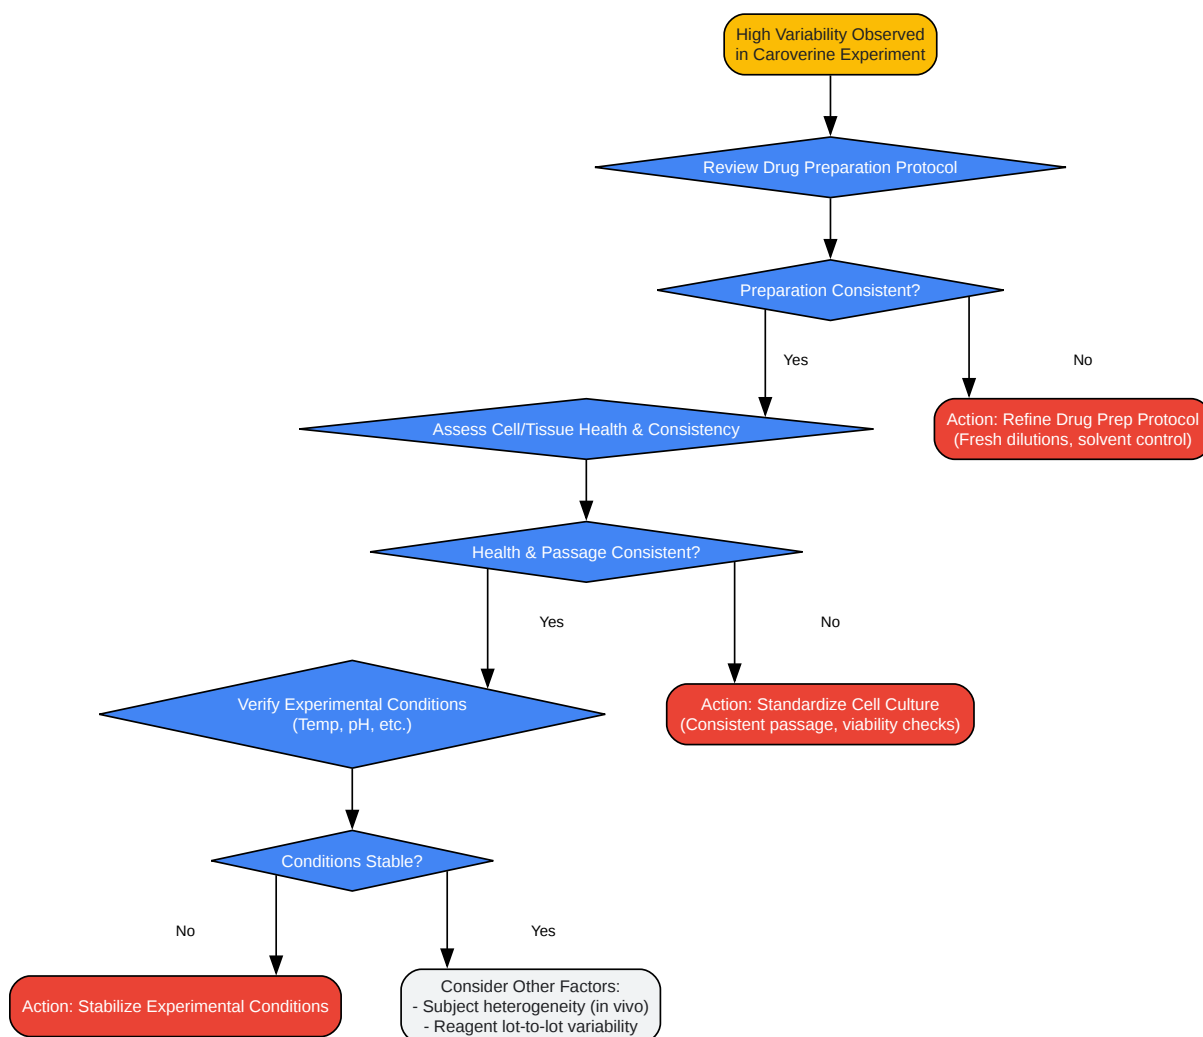 High Variability Observed
in Caroverine Experiment
Review Drug Preparation Protocol
Preparation Consistent?
Yes
No
Action: Refine Drug Prep Protocol
(Fresh dilutions, solvent control)
Assess Cell/Tissue Health & Consistency
Health & Passage Consistent?
Yes
No
Verify Experimental Conditions
(Temp, pH, etc.)
Action: Standardize Cell Culture
(Consistent passage, viability checks)
Conditions Stable?
No
Yes
Action: Stabilize Experimental Conditions
Consider Other Factors:
- Subject heterogeneity (in vivo)
- Reagent lot-to-lot variability